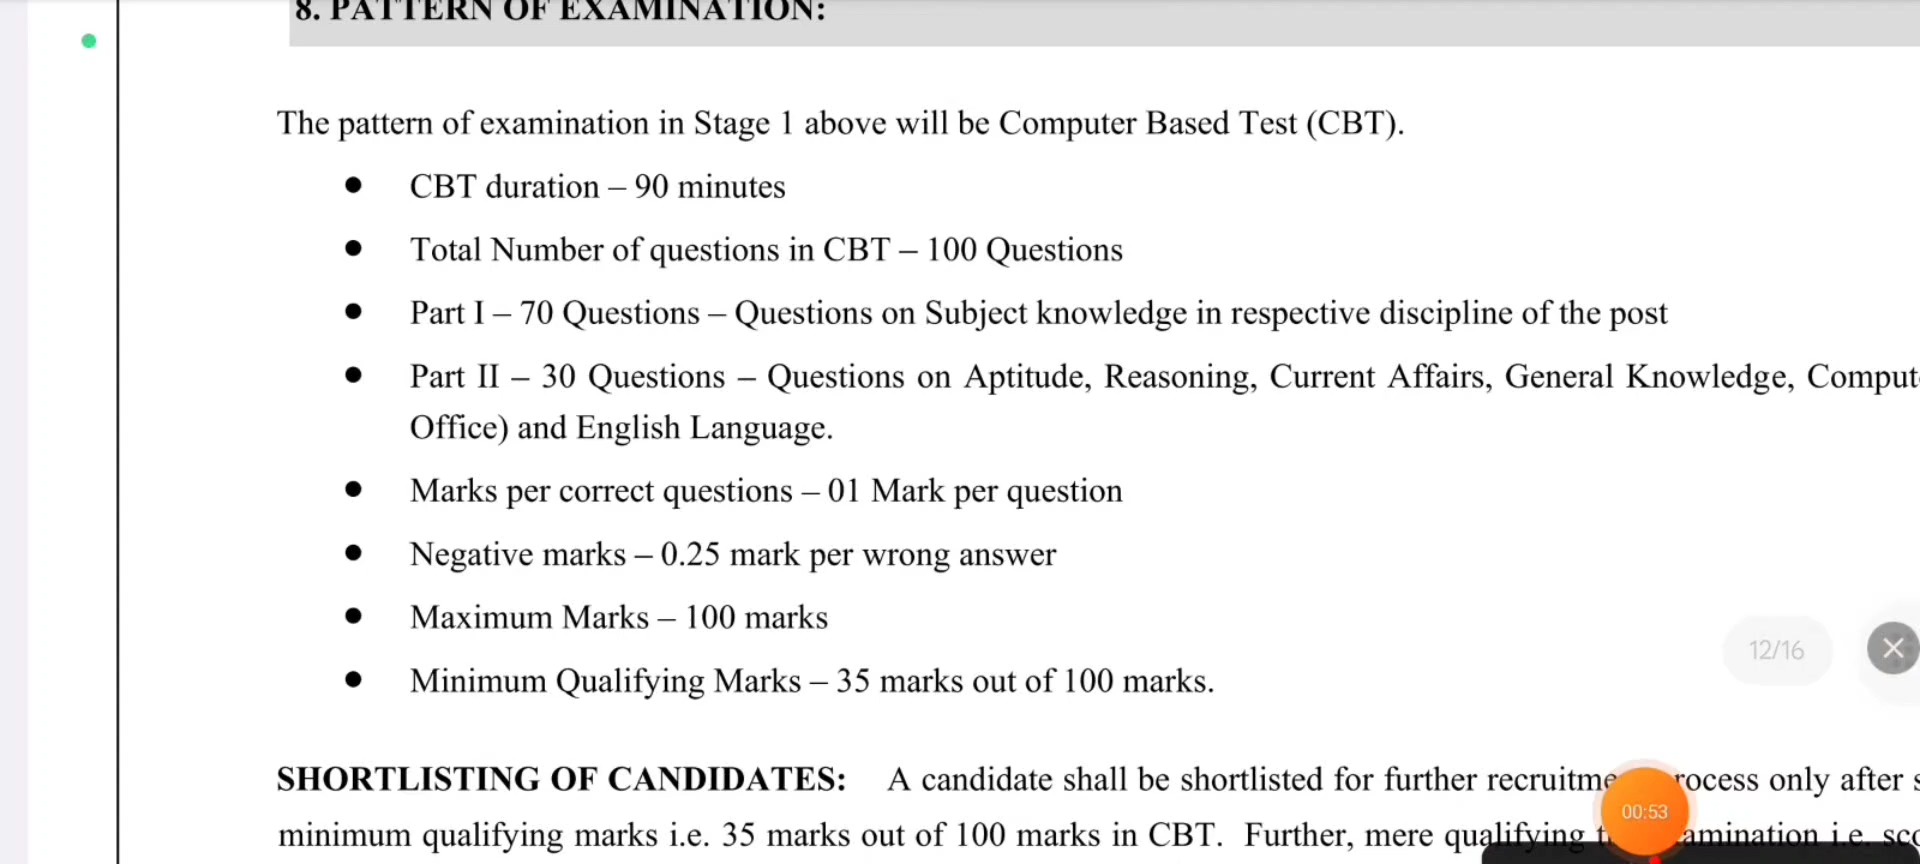 8. PATTERN OF EXAMINATION:
The pattern of examination in Stage 1 above will be Computer Based Test (CBT).
● CBT duration – 90 minutes
● Total Number of questions in CBT – 100 Questions
● Part I – 70 Questions – Questions on Subject knowledge in respective discipline of the post
● Part II – 30 Questions – Questions on Aptitude, Reasoning, Current Affairs, General Knowledge,
Office) and English Language.
● Marks per correct questions – 01 Mark per question
● Negative marks – 0.25 mark per wrong answer
● Maximum Marks – 100 marks
12/16
● Minimum Qualifying Marks – 35 marks out of 100 marks.
SHORTLISTING OF CANDIDATES: A candidate shall be shortlisted for further only after
00:53
minimum qualifying marks i.e. 35 marks out of 100 marks in CBT. Further, mere qualifying i.e.